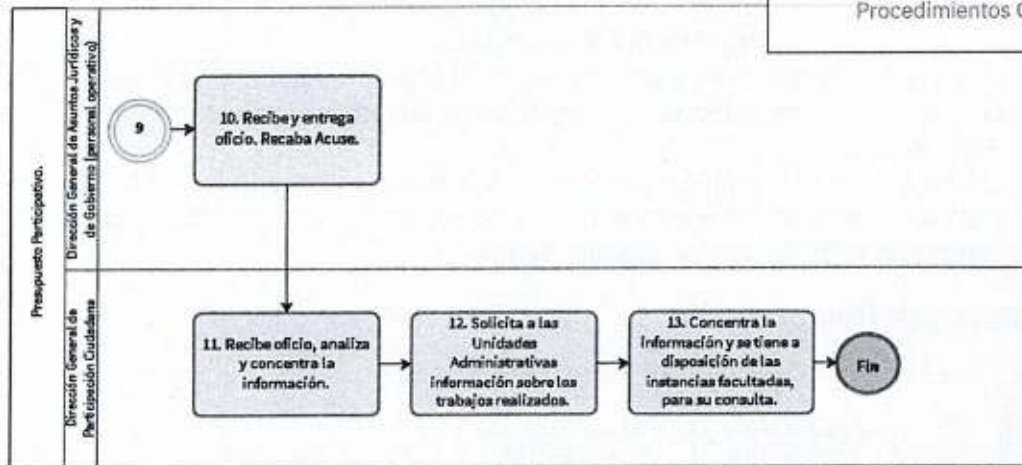 Procedimientos
Presupuesto Participativo.
Dirección General de Asuntos Jurídicos y
de Gobierno (personal operativo)
9
10. Recibe y entrega
oficio. Recaba Acuse.
Dirección General de
Participación Ciudadana
11. Recibe oficio, analiza
y concentra la
información.
12. Solicita a las
Unidades
Administrativas
información sobre los
trabajos realizados.
13. Concentra la
información y se tiene a
disposición de las
instancias facultadas,
para su consulta.
Fin